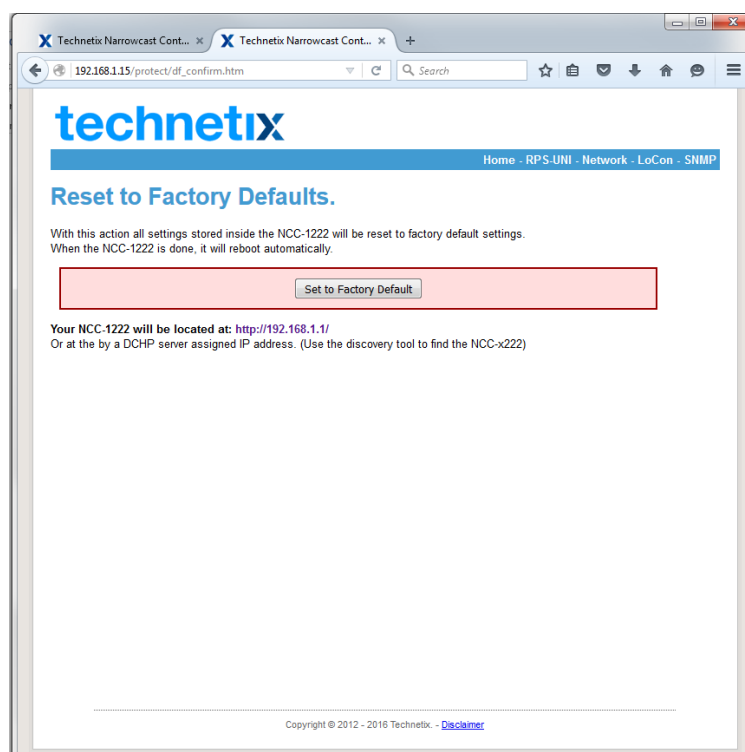 Technetix Narrowcast Cont...
Technetix Narrowcast Cont...
192.168.1.15/protect/df_confirm.htm
Search
technetix
Home - RPS-UNI - Network - LoCon - SNMP
Reset to Factory Defaults.
With this action all settings stored inside the NCC-1222 will be reset to factory default settings.
When the NCC-1222 is done, it will reboot automatically.
Set to Factory Default
Your NCC-1222 will be located at: http://192.168.1.1/
Or at the by a DCHP server assigned IP address. (Use the discovery tool to find the NCC-x222)
Copyright © 2012 - 2016 Technetix. - Disclaimer